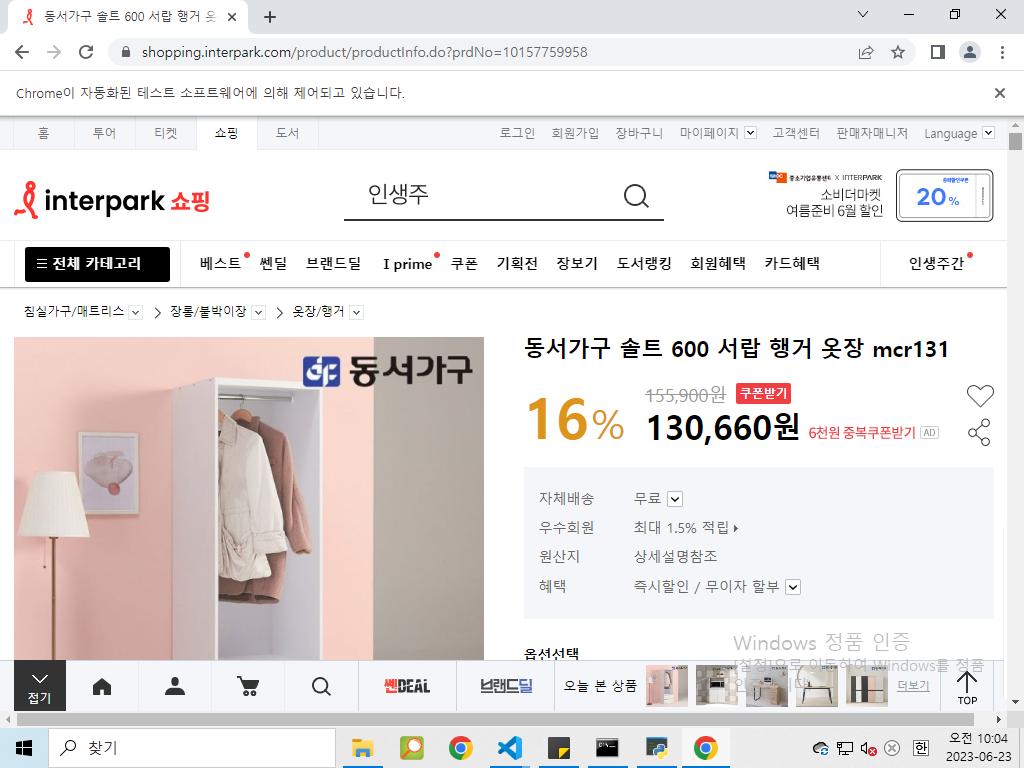 동서가구 솔트 600 서랍 행거 옷
shopping.interpark.com/product/productInfo.do?prdNo=10157759958
Chrome이 자동화된 테스트 소프트웨어에 의해 제어되고 있습니다.
홈 투어 티켓 쇼핑 도서 로그인 회원가입 장바구니 마이페이지 고객센터 판매자매니저 Language
interpark 쇼핑
인생주
중소기업유통센터 X INTERPARK
소비더마켓
여름준비 6월 할인
20%
전체 카테고리 베스트 쎈딜 브랜드딜 I prime 쿠폰 기획전 장보기 도서랭킹 회원혜택 카드혜택 인생주간
침실가구/매트리스 장롱/붙박이장 옷장/행거
동서가구
동서가구 솔트 600 서랍 행거 옷장 mcr131
16%
155,900원 쿠폰받기
130,660원 6천원 중복쿠폰받기 AD
자체배송 무료
우수회원 최대 1.5% 적립
원산지 상세설명참조
혜택 즉시할인 / 무이자 할부
옵션선택
Windows 정품 인증
[설정]으로 이동하여 Windows를 정품
접기
쎈DEAL
브랜드딜
오늘 본 상품
더보기
TOP
찾기
한
오전 10:04
2023-06-23